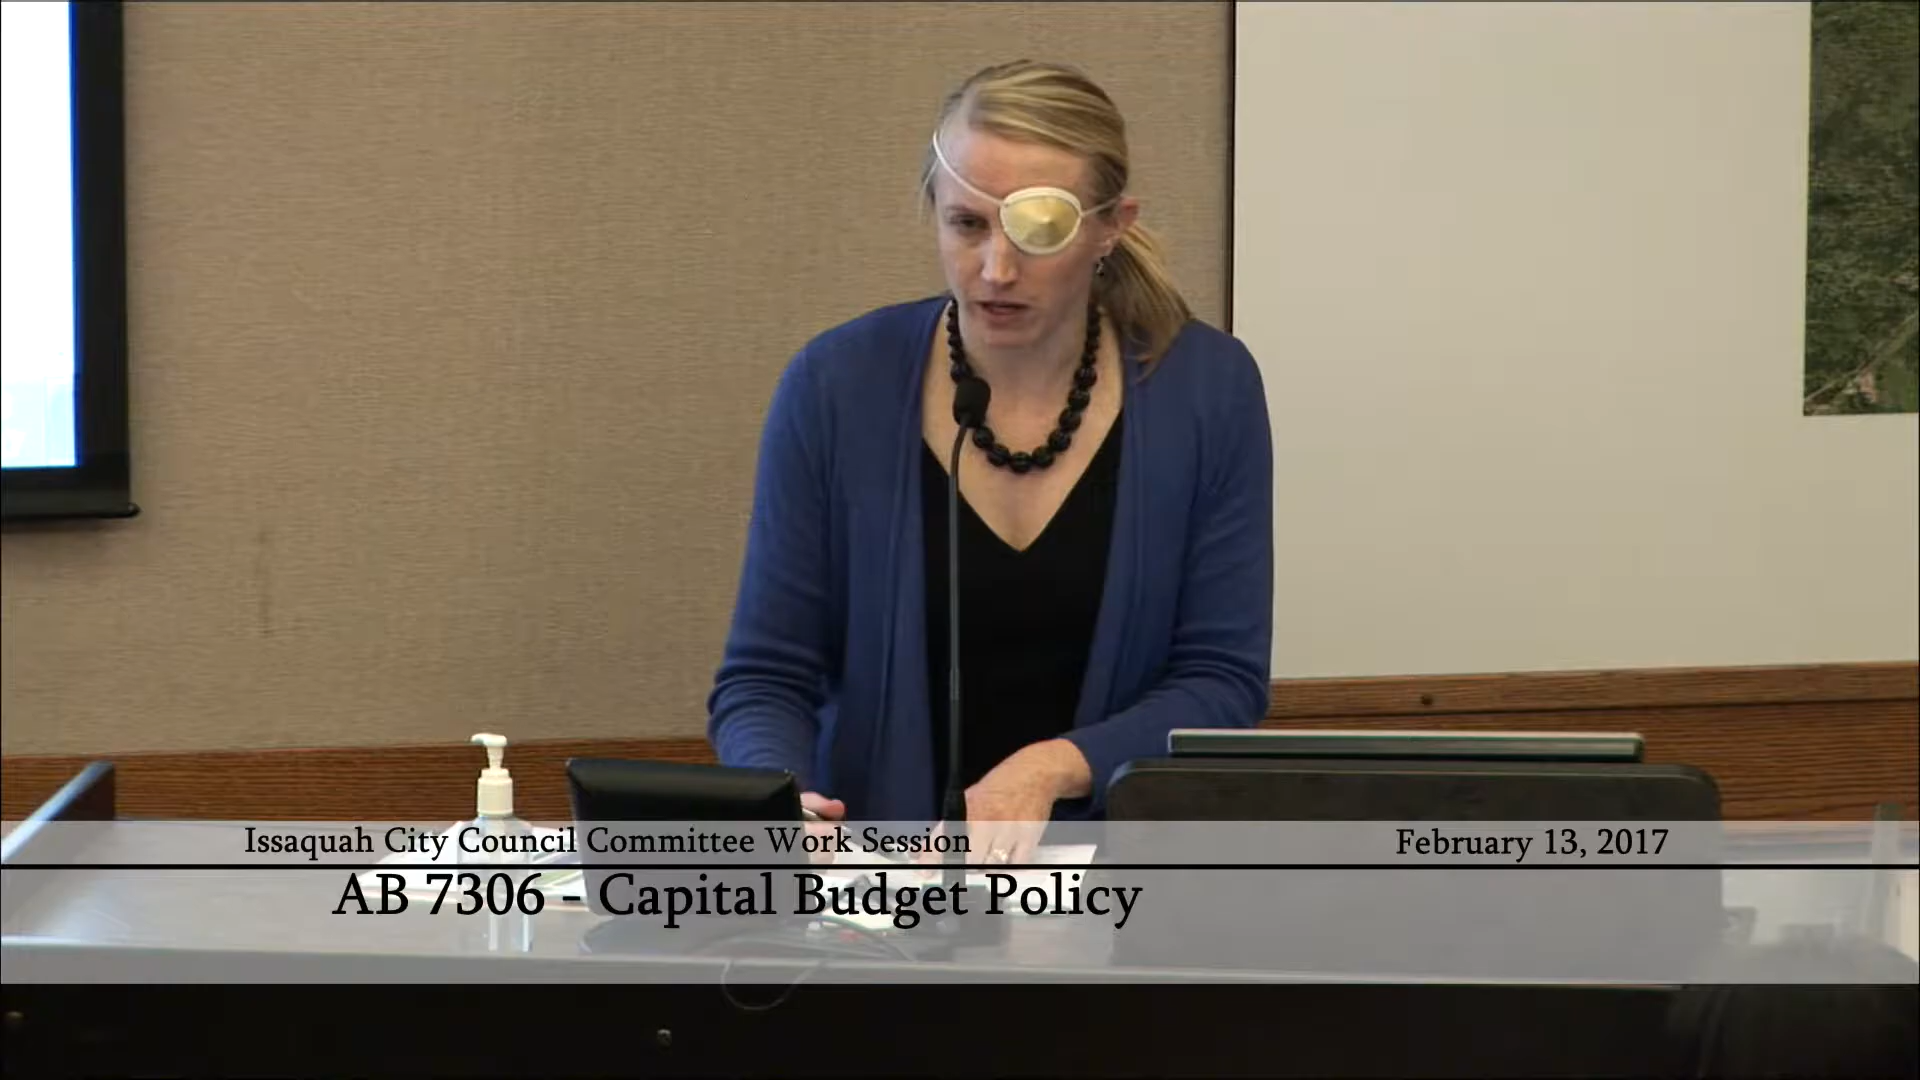 Issaquah City Council Committee Work Session
February 13, 2017
AB 7306 - Capital Budget Policy